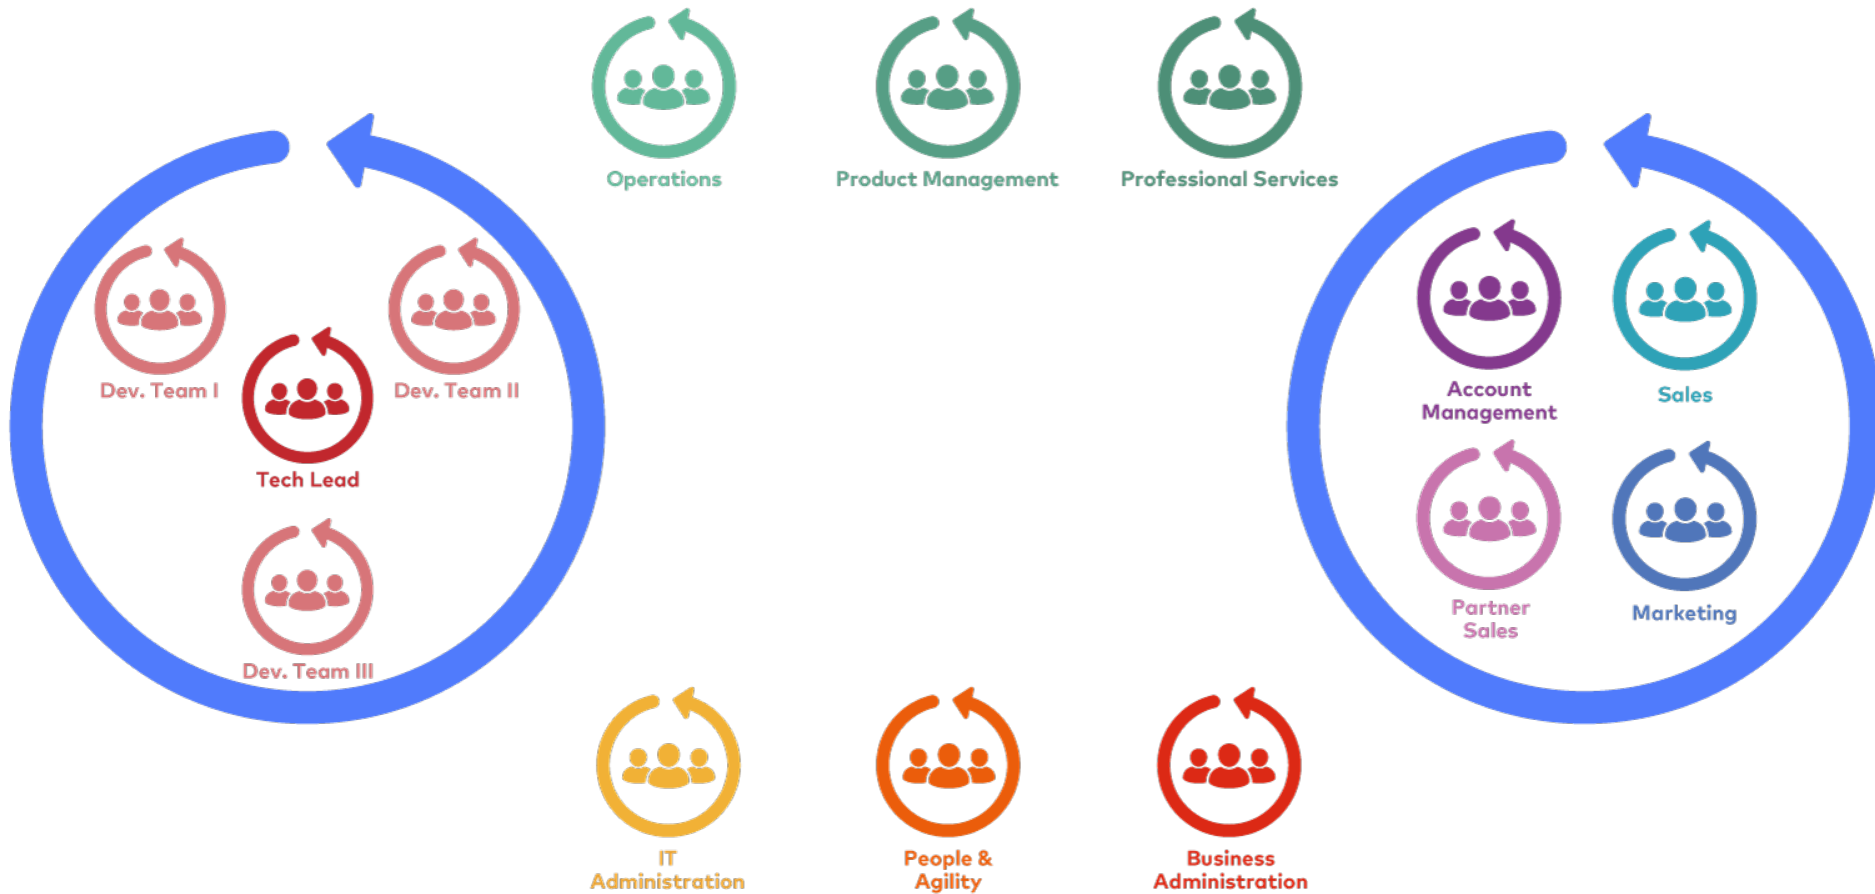 Operations
Product Management
Professional Services
Dev. Team I
Dev. Team II
Tech Lead
Dev. Team III
Account
Management
Sales
Partner
Sales
Marketing
IT
Administration
People &
Agility
Business
Administration